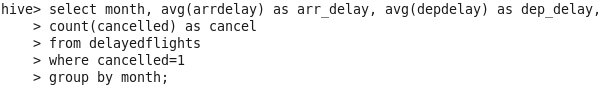 hive> select month, avg(arrdelay) as arr_delay, avg(depdelay) as dep_delay,
    > count(cancelled) as cancel
    > from delayedflights
    > where cancelled=1
    > group by month;